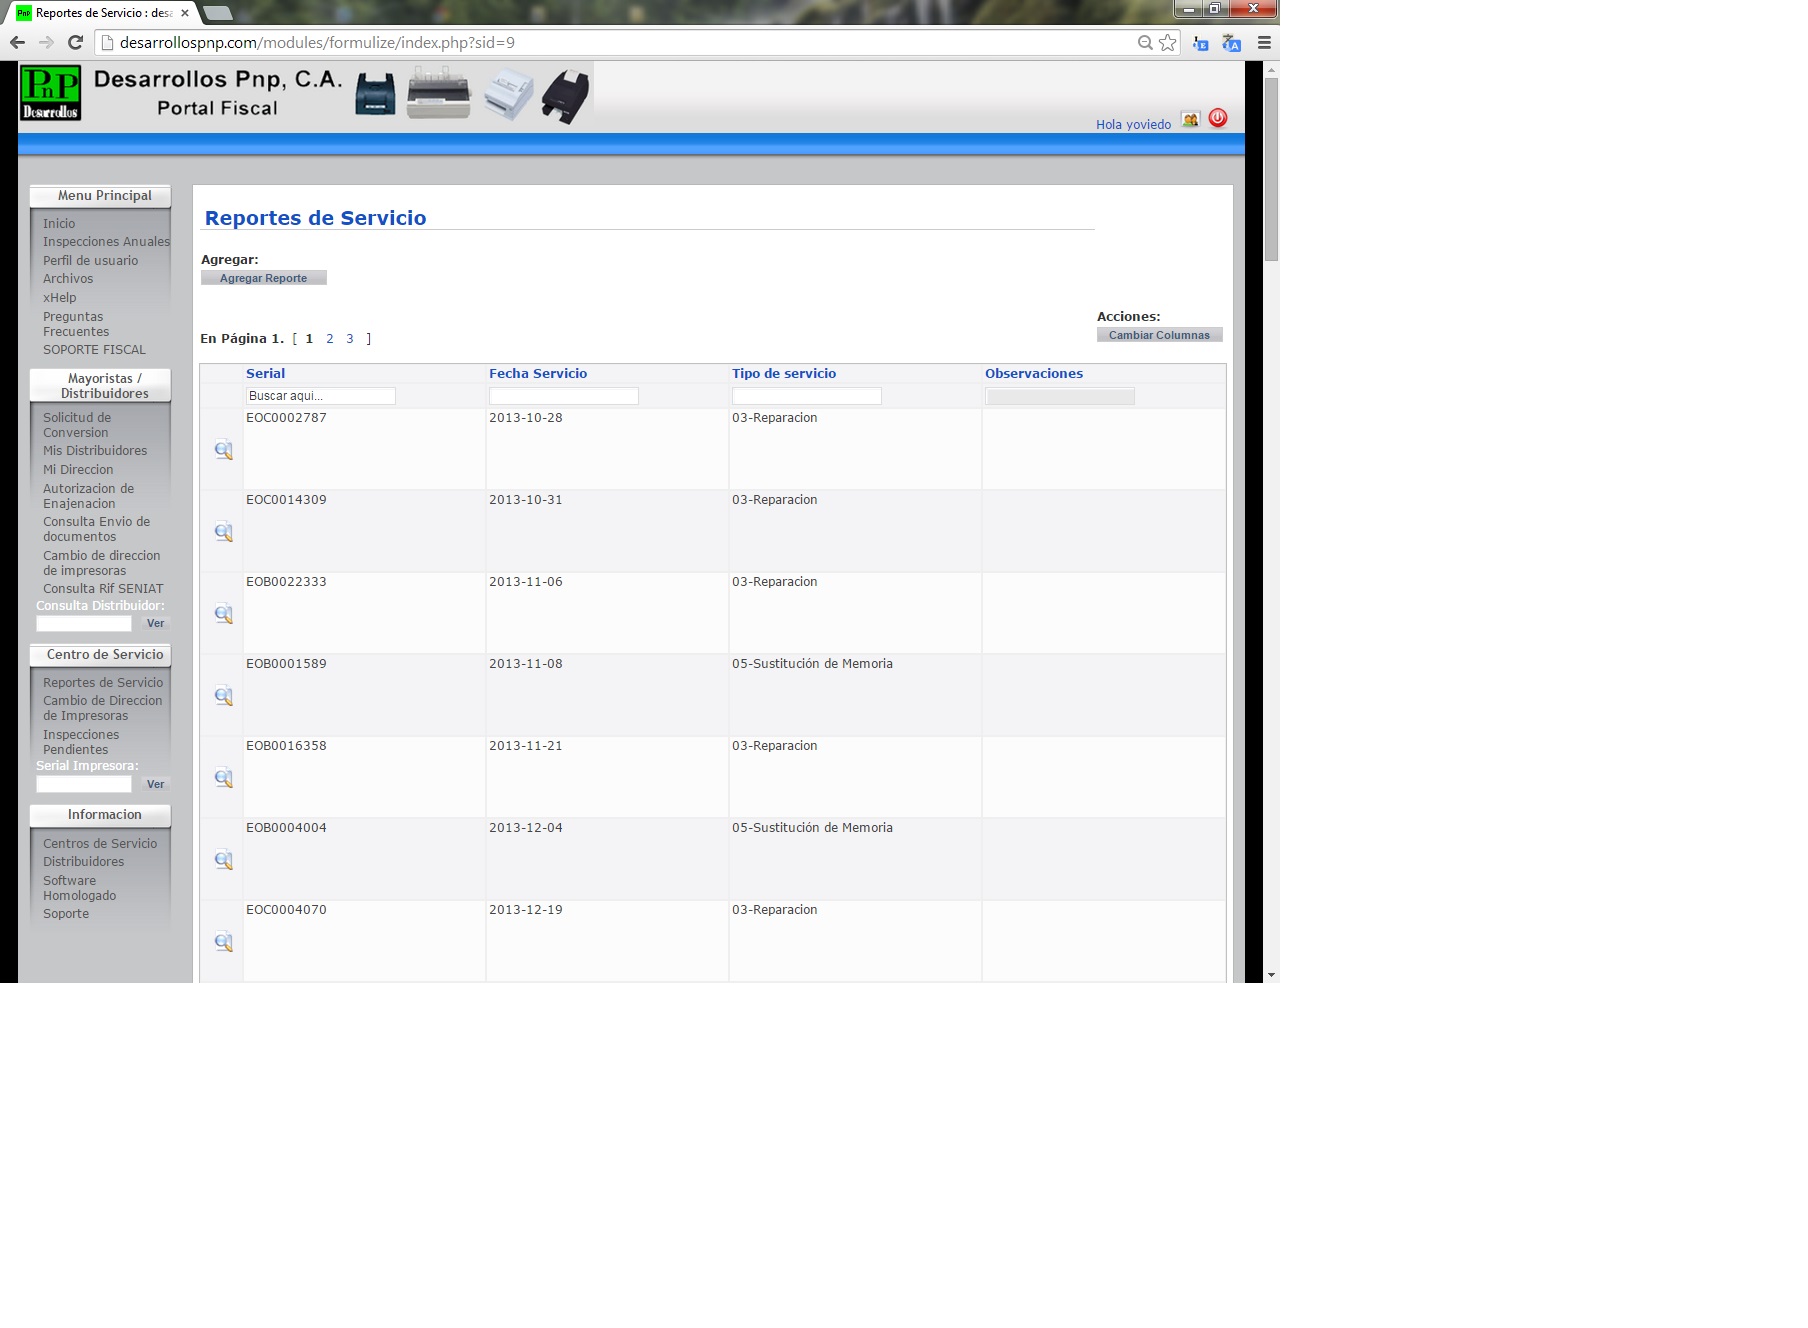 Reportes de Servicio : desa
desarrollospnp.com/modules/formulize/index.php?sid=9
PnP
Desarrollos
Desarrollos Pnp, C.A.
Portal Fiscal
Hola yoviedo
Menu Principal
Inicio
Inspecciones Anuales
Perfil de usuario
Archivos
xHelp
Preguntas
Frecuentes
SOPORTE FISCAL
Mayoristas /
Distribuidores
Solicitud de
Conversion
Mis Distribuidores
Mi Direccion
Autorizacion de
Enajenacion
Consulta Envio de
documentos
Cambio de direccion
de impresoras
Consulta Rif SENIAT
Consulta Distribuidor:
Ver
Centro de Servicio
Reportes de Servicio
Cambio de Direccion
de Impresoras
Inspecciones
Pendientes
Serial Impresora:
Ver
Informacion
Centros de Servicio
Distribuidores
Software
Homologado
Soporte
Reportes de Servicio
Agregar:
Agregar Reporte
Acciones:
Cambiar Columnas
En Página 1. [ 1 2 3 ]
Serial Fecha Servicio Tipo de servicio Observaciones
Buscar aqui...
EOC0002787 2013-10-28 03-Reparacion
EOC0014309 2013-10-31 03-Reparacion
EOB0022333 2013-11-06 03-Reparacion
EOB0001589 2013-11-08 05-Sustitución de Memoria
EOB0016358 2013-11-21 03-Reparacion
EOB0004004 2013-12-04 05-Sustitución de Memoria
EOC0004070 2013-12-19 03-Reparacion